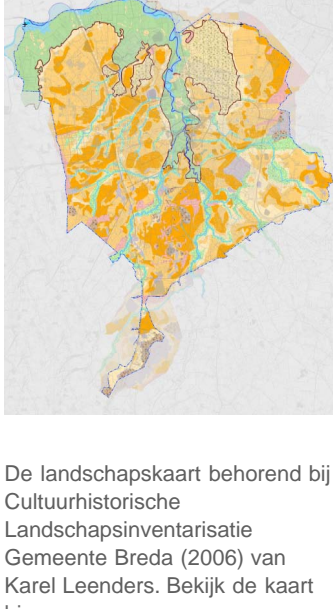 De landschapskaart behorend bij
Cultuurhistorische
Landschapsinventarisatie
Gemeente Breda (2006) van
Karel Leenders. Bekijk de kaart